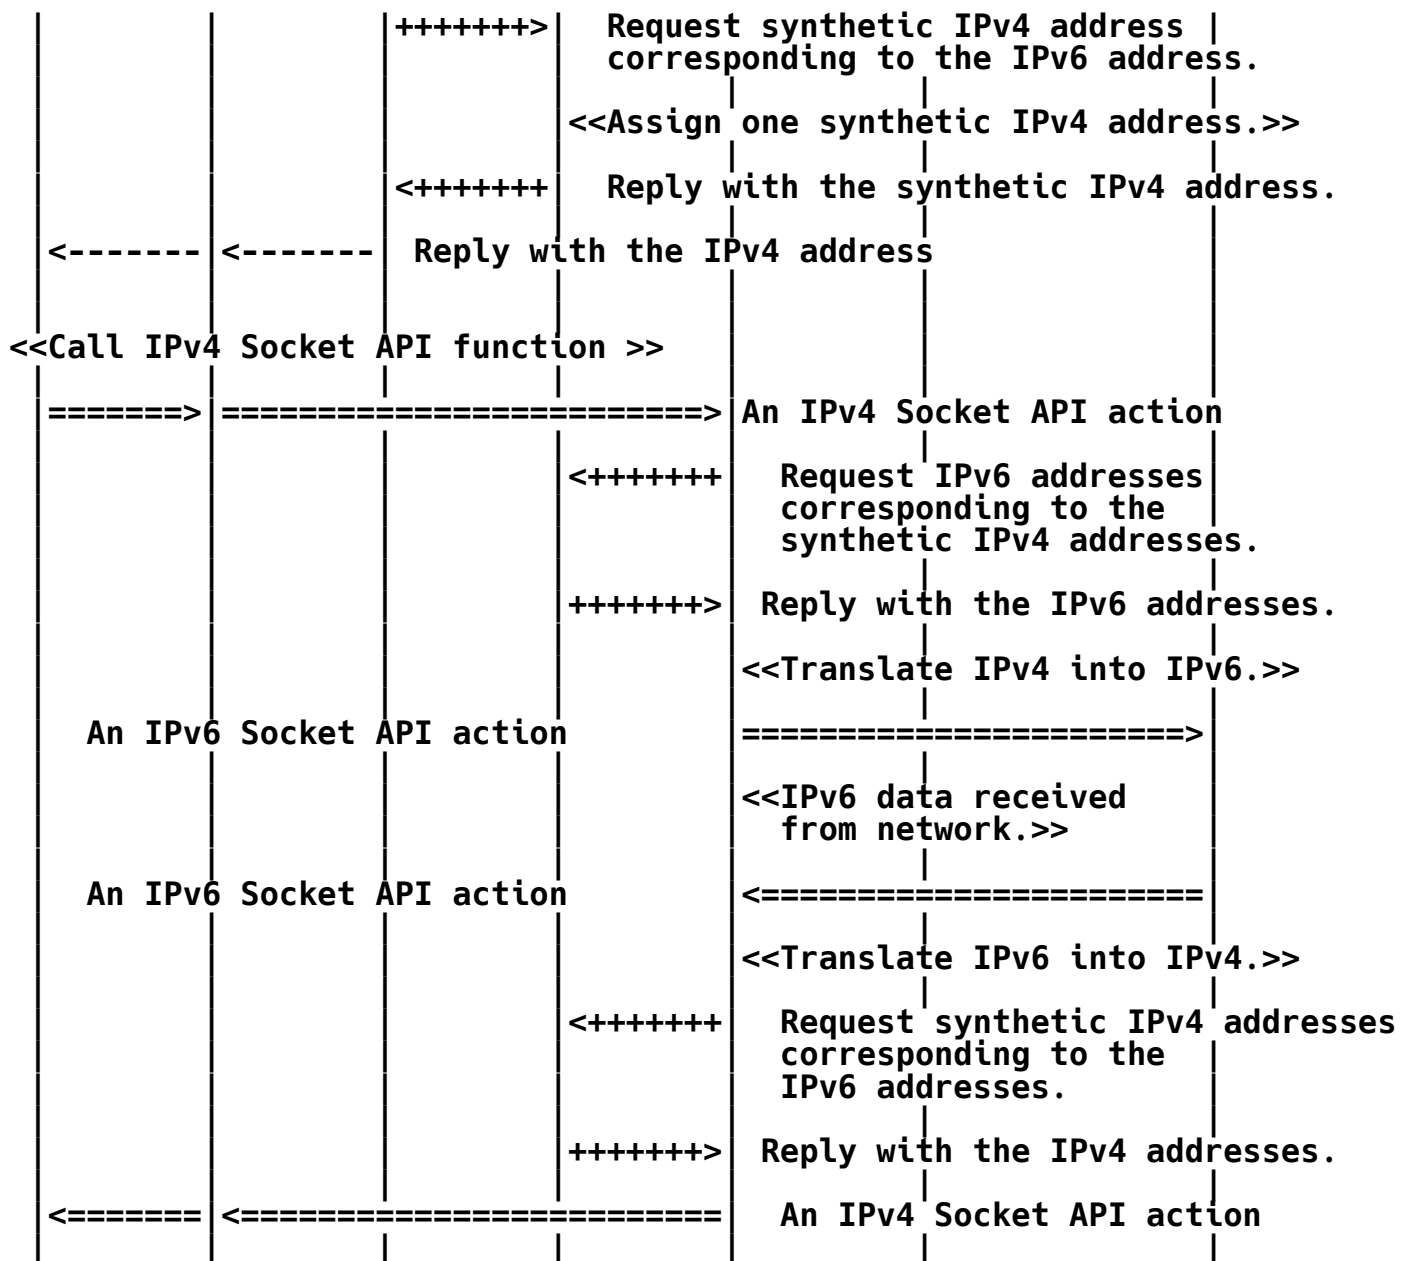 +++++++> Request synthetic IPv4 address
corresponding to the IPv6 address.
<<Assign one synthetic IPv4 address.>>
<+++++++ Reply with the synthetic IPv4 address.
<------- <------- Reply with the IPv4 address
<<Call IPv4 Socket API function >>
=======> =========================> An IPv4 Socket API action
<+++++++ Request IPv6 addresses
corresponding to the
synthetic IPv4 addresses.
+++++++> Reply with the IPv6 addresses.
<<Translate IPv4 into IPv6.>>
An IPv6 Socket API action =======================>
<<IPv6 data received
from network.>>
An IPv6 Socket API action <=======================
<<Translate IPv6 into IPv4.>>
<+++++++ Request synthetic IPv4 addresses
corresponding to the
IPv6 addresses.
+++++++> Reply with the IPv4 addresses.
<======= <========================= An IPv4 Socket API action